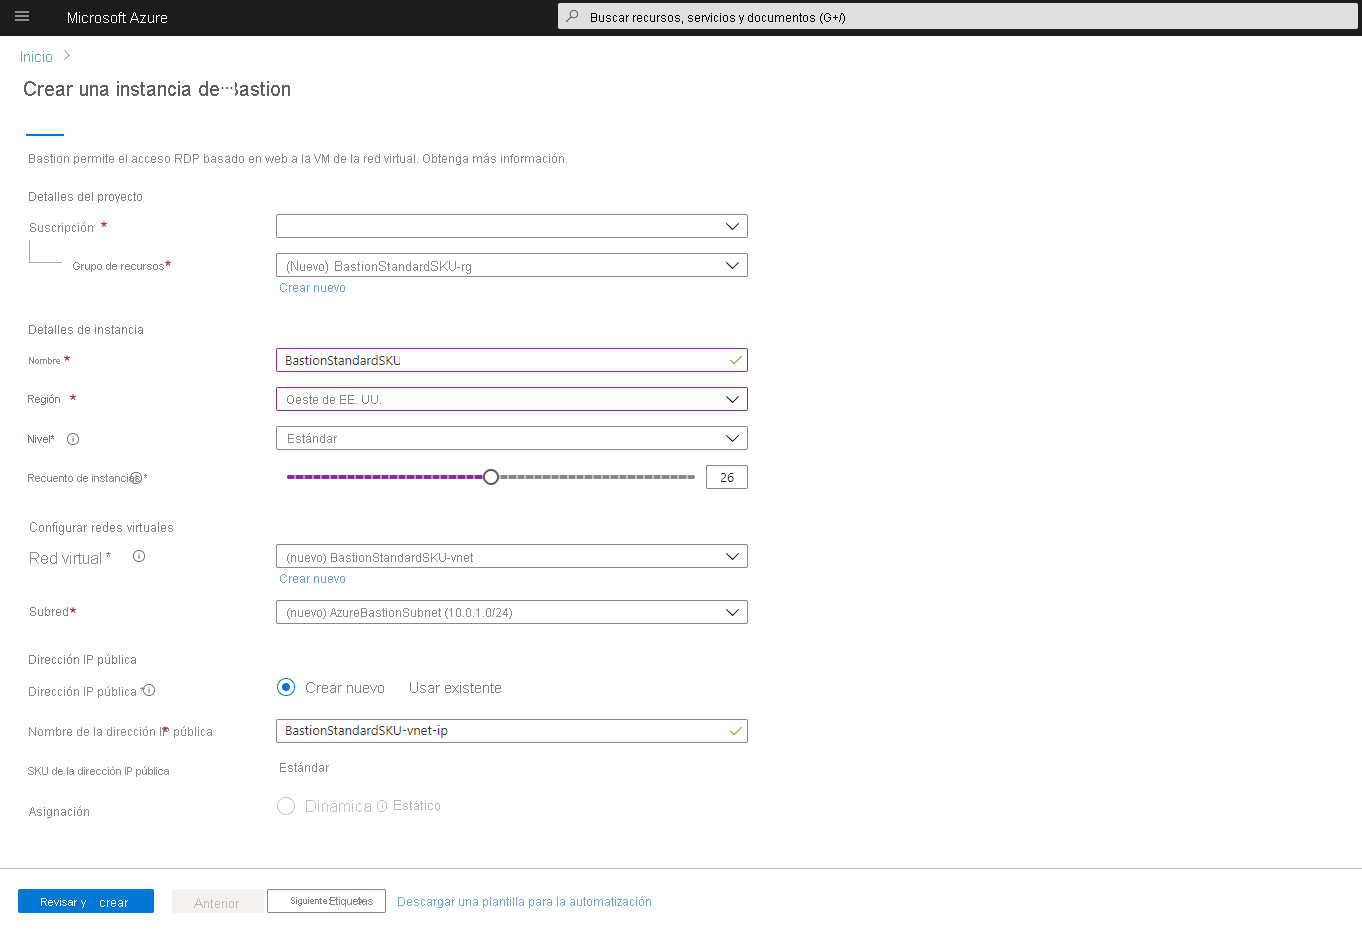 Microsoft Azure
Buscar recursos, servicios y documentos (G+/)
Inicio
Crear una instancia de ... Bastion
Bastion permite el acceso RDP basado en web a la VM de la red virtual. Obtenga más información.
Detalles del proyecto
Suscripción *
Grupo de recursos*
(Nuevo) BastionStandardSKU-rg
Crear nuevo
Detalles de instancia
Nombre *
BastionStandardSKU
Región *
Oeste de EE. UU.
Nivel*
Estándar
Recuento de instancias *
26
Configurar redes virtuales
Red virtual *
(nuevo) BastionStandardSKU-vnet
Crear nuevo
Subred*
(nuevo) AzureBastionSubnet (10.0.1.0/24)
Dirección IP pública
Dirección IP pública *
Crear nuevo Usar existente
Nombre de la dirección IP pública *
BastionStandardSKU-vnet-ip
SKU de la dirección IP pública
Estándar
Asignación
Dinámica Estático
Revisar y crear
Anterior
Siguiente: Etiquetas
Descargar una plantilla para la automatización